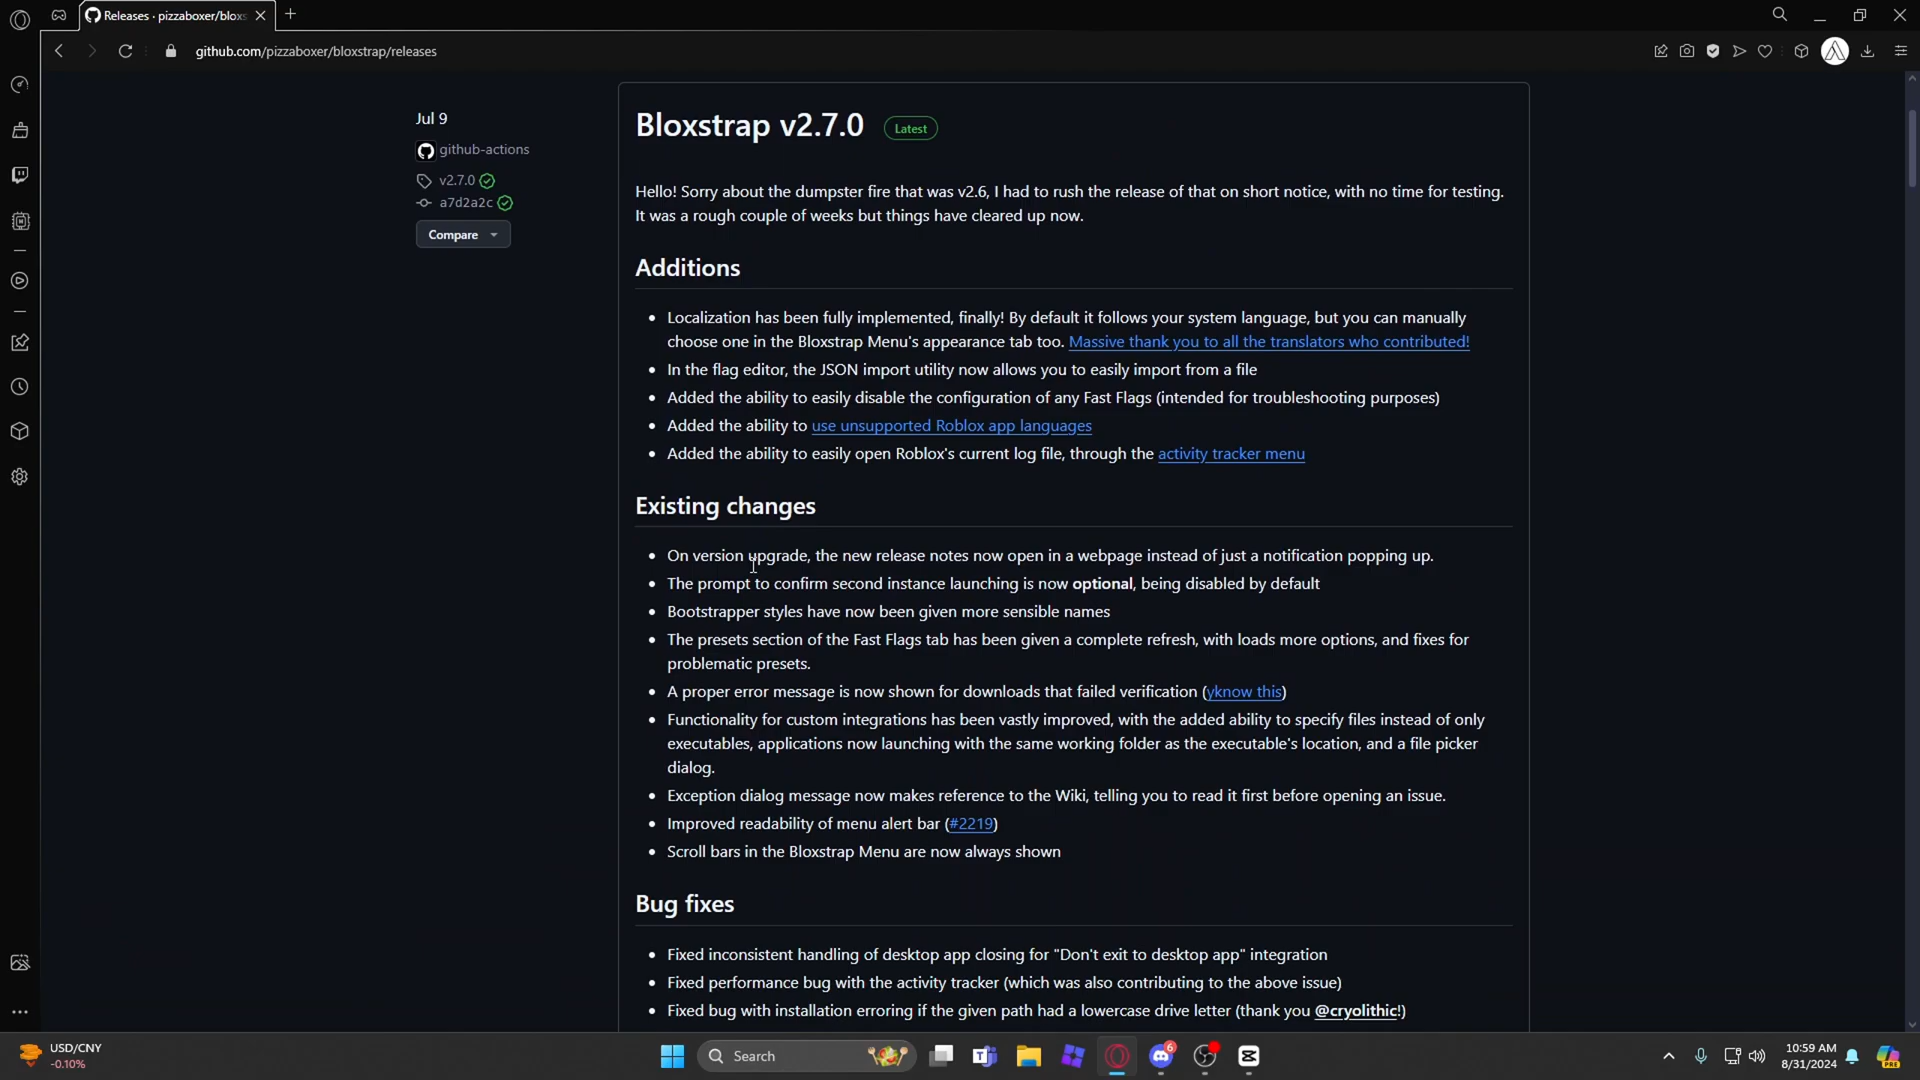 Releases · pizzaboxer/bloxs
github.com/pizzaboxer/bloxstrap/releases
Jul 9
github-actions
v2.7.0
a7d2a2c
Compare
Bloxstrap v2.7.0 Latest
Hello! Sorry about the dumpster fire that was v2.6, I had to rush the release of that on short notice, with no time for testing.
It was a rough couple of weeks but things have cleared up now.
Additions
Localization has been fully implemented, finally! By default it follows your system language, but you can manually
choose one in the Bloxstrap Menu's appearance tab too. Massive thank you to all the translators who contributed!
In the flag editor, the JSON import utility now allows you to easily import from a file
Added the ability to easily disable the configuration of any Fast Flags (intended for troubleshooting purposes)
Added the ability to use unsupported Roblox app languages
Added the ability to easily open Roblox's current log file, through the activity tracker menu
Existing changes
On version upgrade, the new release notes now open in a webpage instead of just a notification popping up.
The prompt to confirm second instance launching is now optional, being disabled by default
Bootstrapper styles have now been given more sensible names
The presets section of the Fast Flags tab has been given a complete refresh, with loads more options, and fixes for
problematic presets.
A proper error message is now shown for downloads that failed verification (yknow this)
Functionality for custom integrations has been vastly improved, with the added ability to specify files instead of only
executables, applications now launching with the same working folder as the executable's location, and a file picker
dialog.
Exception dialog message now makes reference to the Wiki, telling you to read it first before opening an issue.
Improved readability of menu alert bar (#2219)
Scroll bars in the Bloxstrap Menu are now always shown
Bug fixes
Fixed inconsistent handling of desktop app closing for "Don't exit to desktop app" integration
Fixed performance bug with the activity tracker (which was also contributing to the above issue)
Fixed bug with installation erroring if the given path had a lowercase drive letter (thank you @cryolithic!)
USD/CNY
-0.10%
Search
6
10:59 AM
8/31/2024
PRE